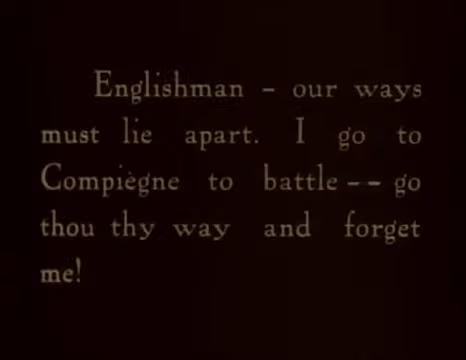 Englishman – our ways
must lie apart. I go to
Compiègne to battle -- go
thou thy way and forget
me!